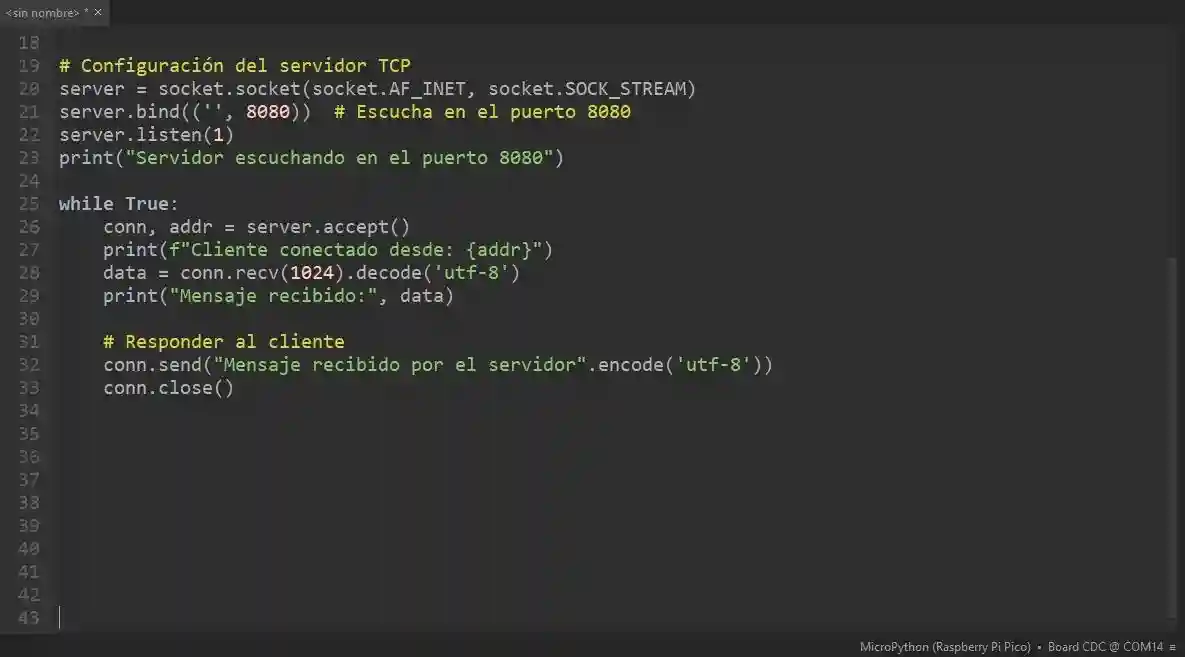 <sin nombre> * ×
18
19 # Configuración del servidor TCP
20 server = socket.socket(socket.AF_INET, socket.SOCK_STREAM)
21 server.bind(('', 8080))  # Escucha en el puerto 8080
22 server.listen(1)
23 print("Servidor escuchando en el puerto 8080")
24
25 while True:
26     conn, addr = server.accept()
27     print(f"Cliente conectado desde: {addr}")
28     data = conn.recv(1024).decode('utf-8')
29     print("Mensaje recibido:", data)
30
31     # Responder al cliente
32     conn.send("Mensaje recibido por el servidor".encode('utf-8'))
33     conn.close()
34
35
36
37
38
39
40
41
42
43
MicroPython (Raspberry Pi Pico) • Board CDC @ COM14 ≡